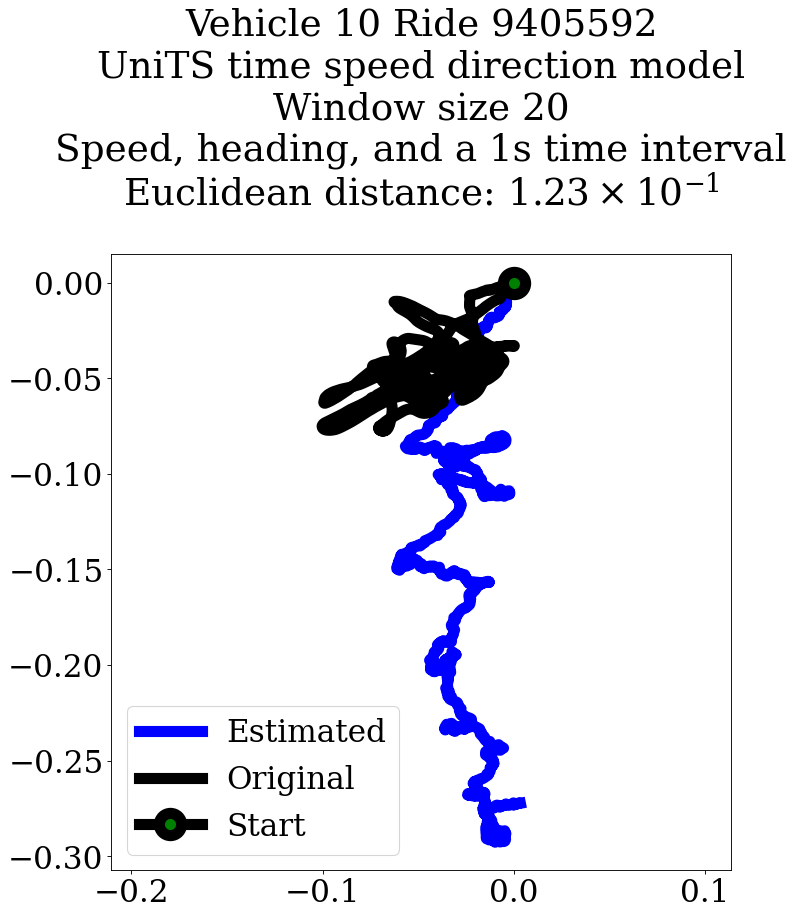 Vehicle 10 Ride 9405592
UniTS time speed direction model
Window size 20
Speed, heading, and a 1s time interval
Euclidean distance: 1.23 × 10⁻¹
0.00
−0.05
−0.10
−0.15
−0.20
−0.25
−0.30
Estimated
Original
Start
−0.2
−0.1
0.0
0.1